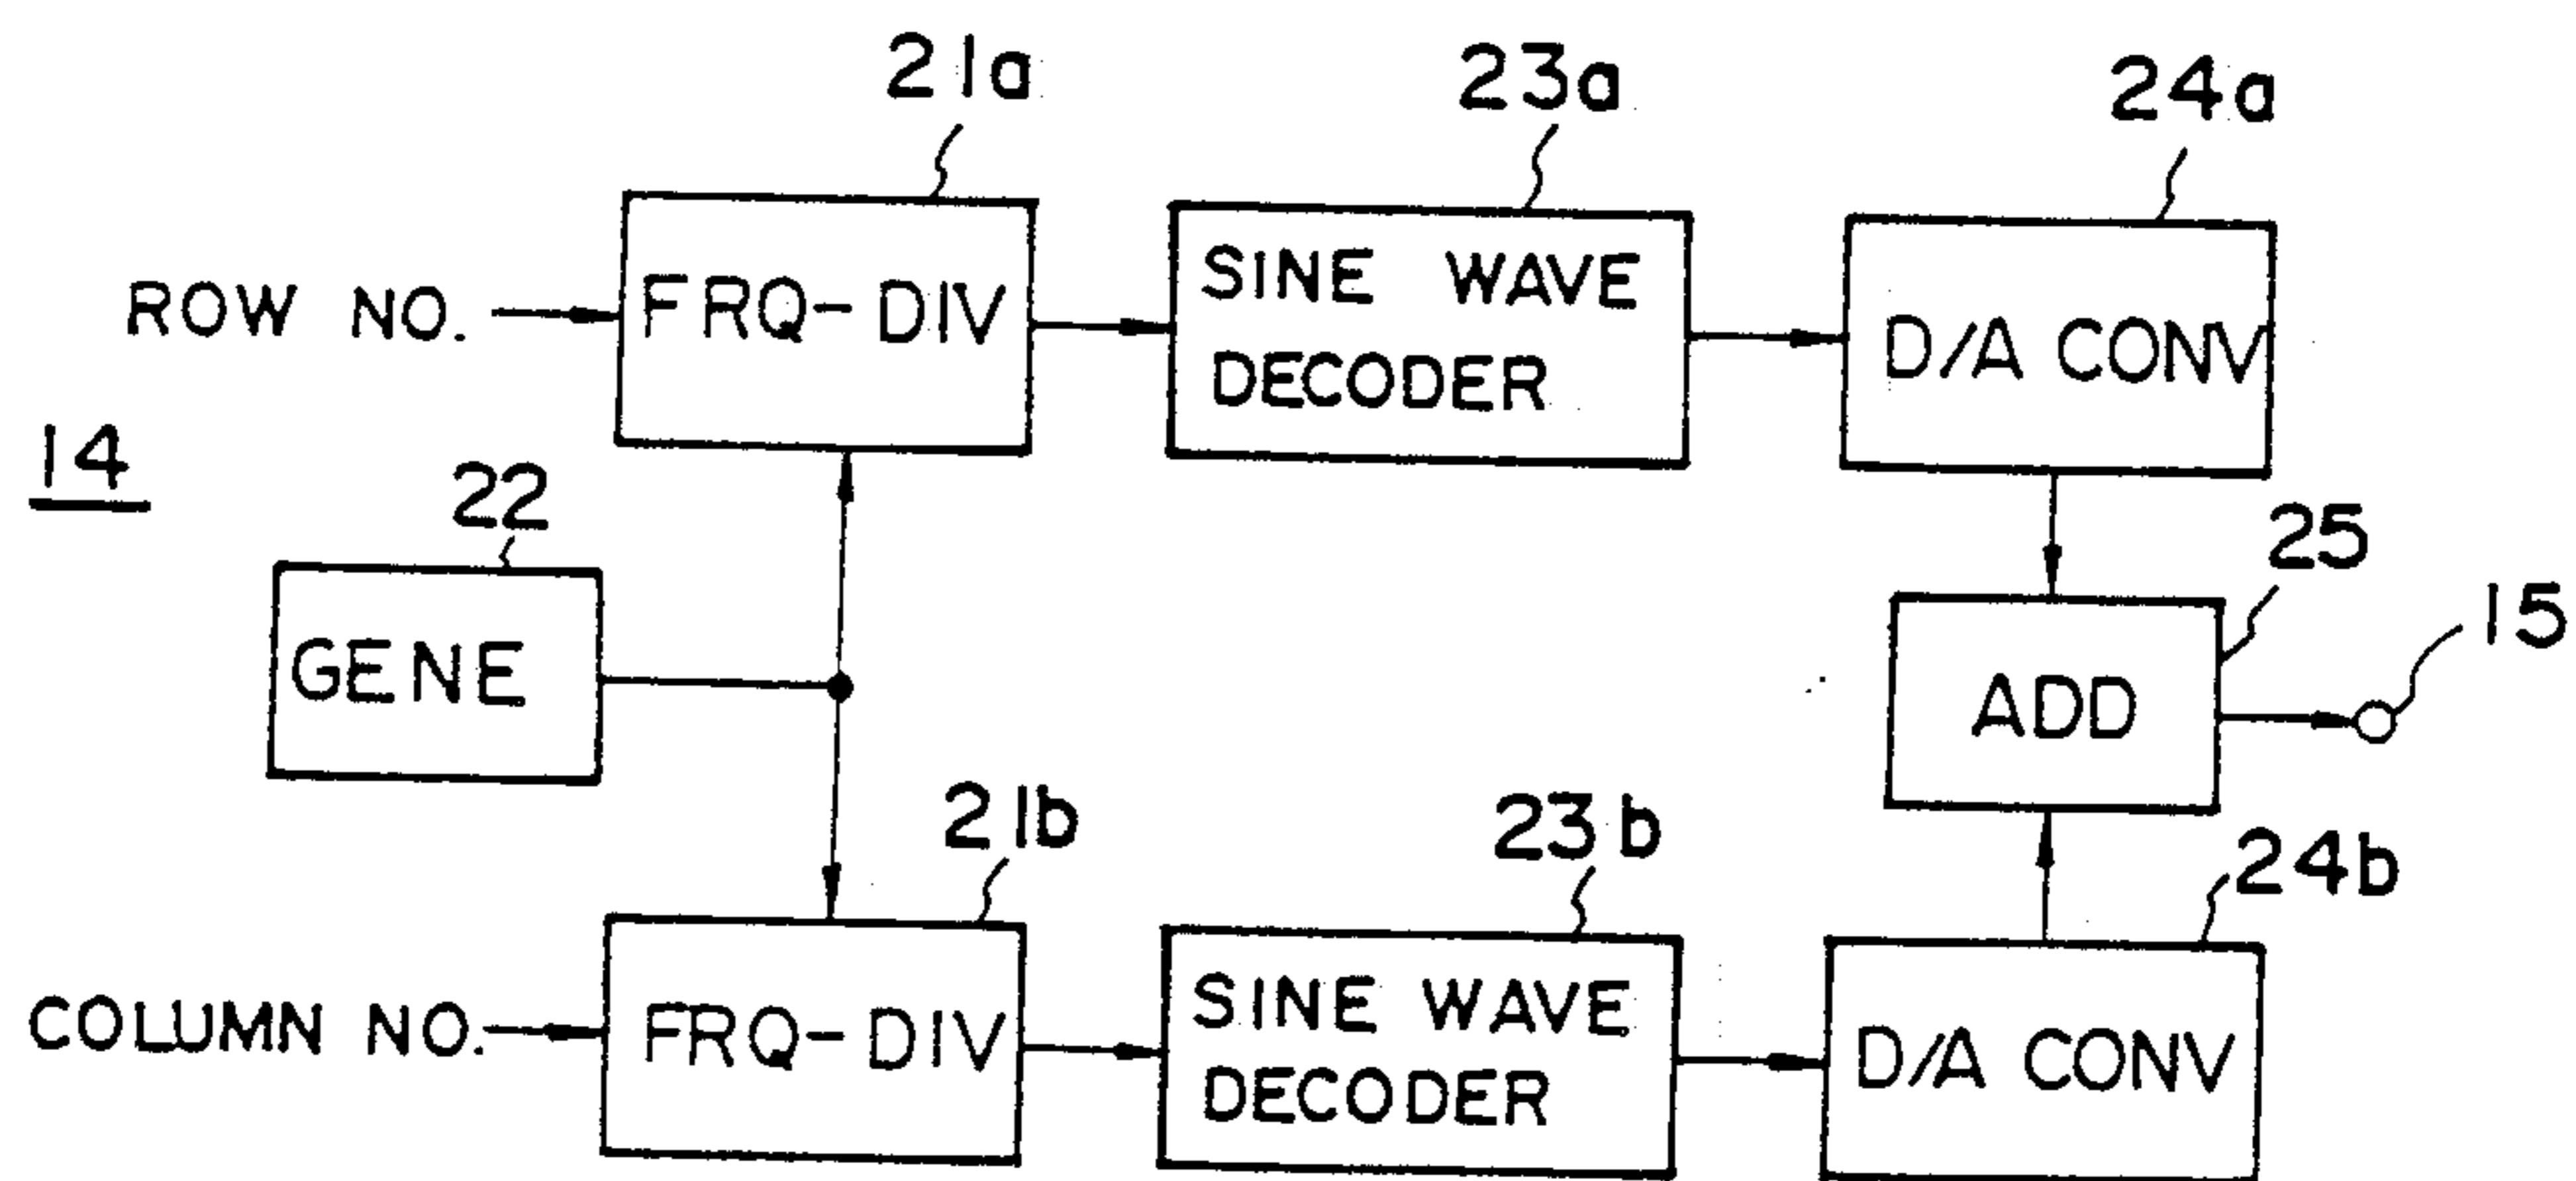 21a
23a
24a
ROW NO.
FRQ-DIV
SINE WAVE
DECODER
D/A CONV
14
22
GENE
25
15
ADD
21b
23b
24b
COLUMN NO.
FRQ-DIV
SINE WAVE
DECODER
D/A CONV